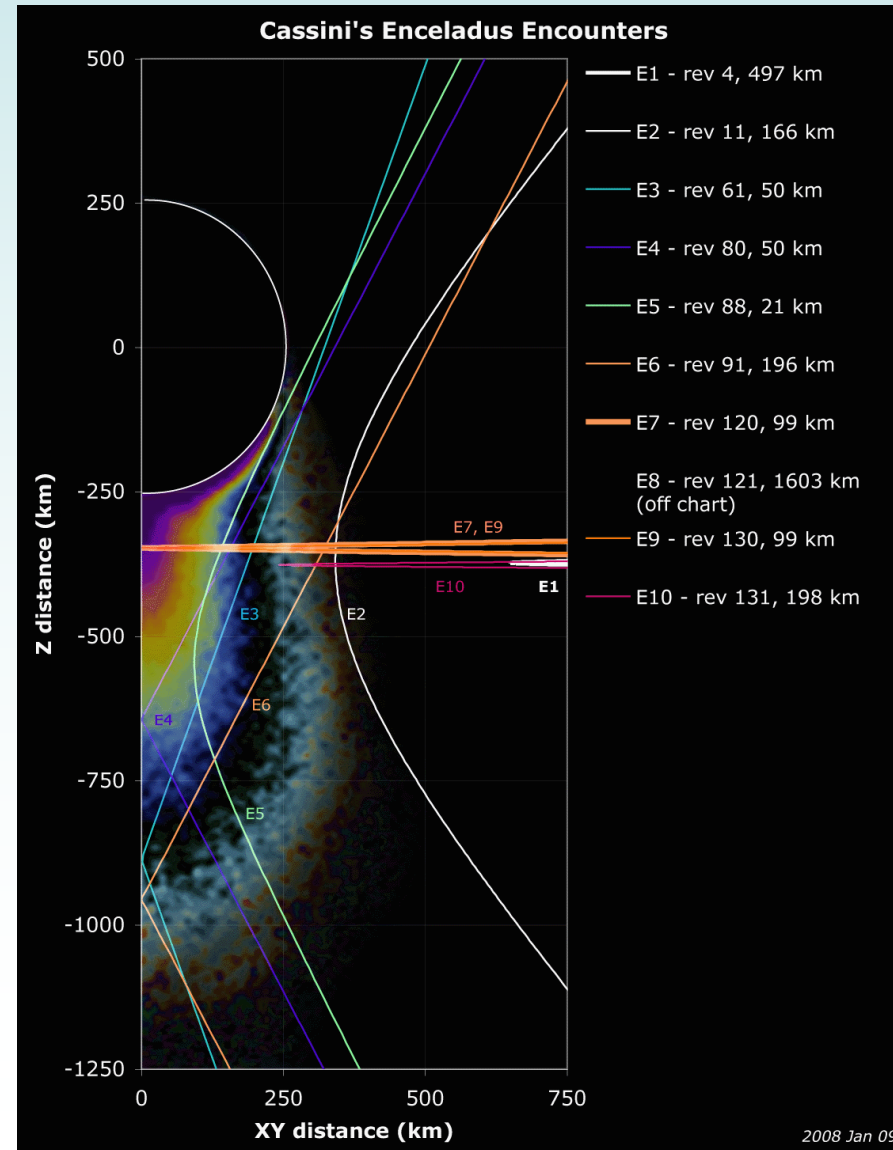 Cassini's Enceladus Encounters
500
250
0
-250
-500
-750
-1000
-1250
Z distance (km)
0
250
500
750
XY distance (km)
E7, E9
E10
E1
E3
E2
E6
E4
E5
E1 - rev 4, 497 km
E2 - rev 11, 166 km
E3 - rev 61, 50 km
E4 - rev 80, 50 km
E5 - rev 88, 21 km
E6 - rev 91, 196 km
E7 - rev 120, 99 km
E8 - rev 121, 1603 km
(off chart)
E9 - rev 130, 99 km
E10 - rev 131, 198 km
2008 Jan 09